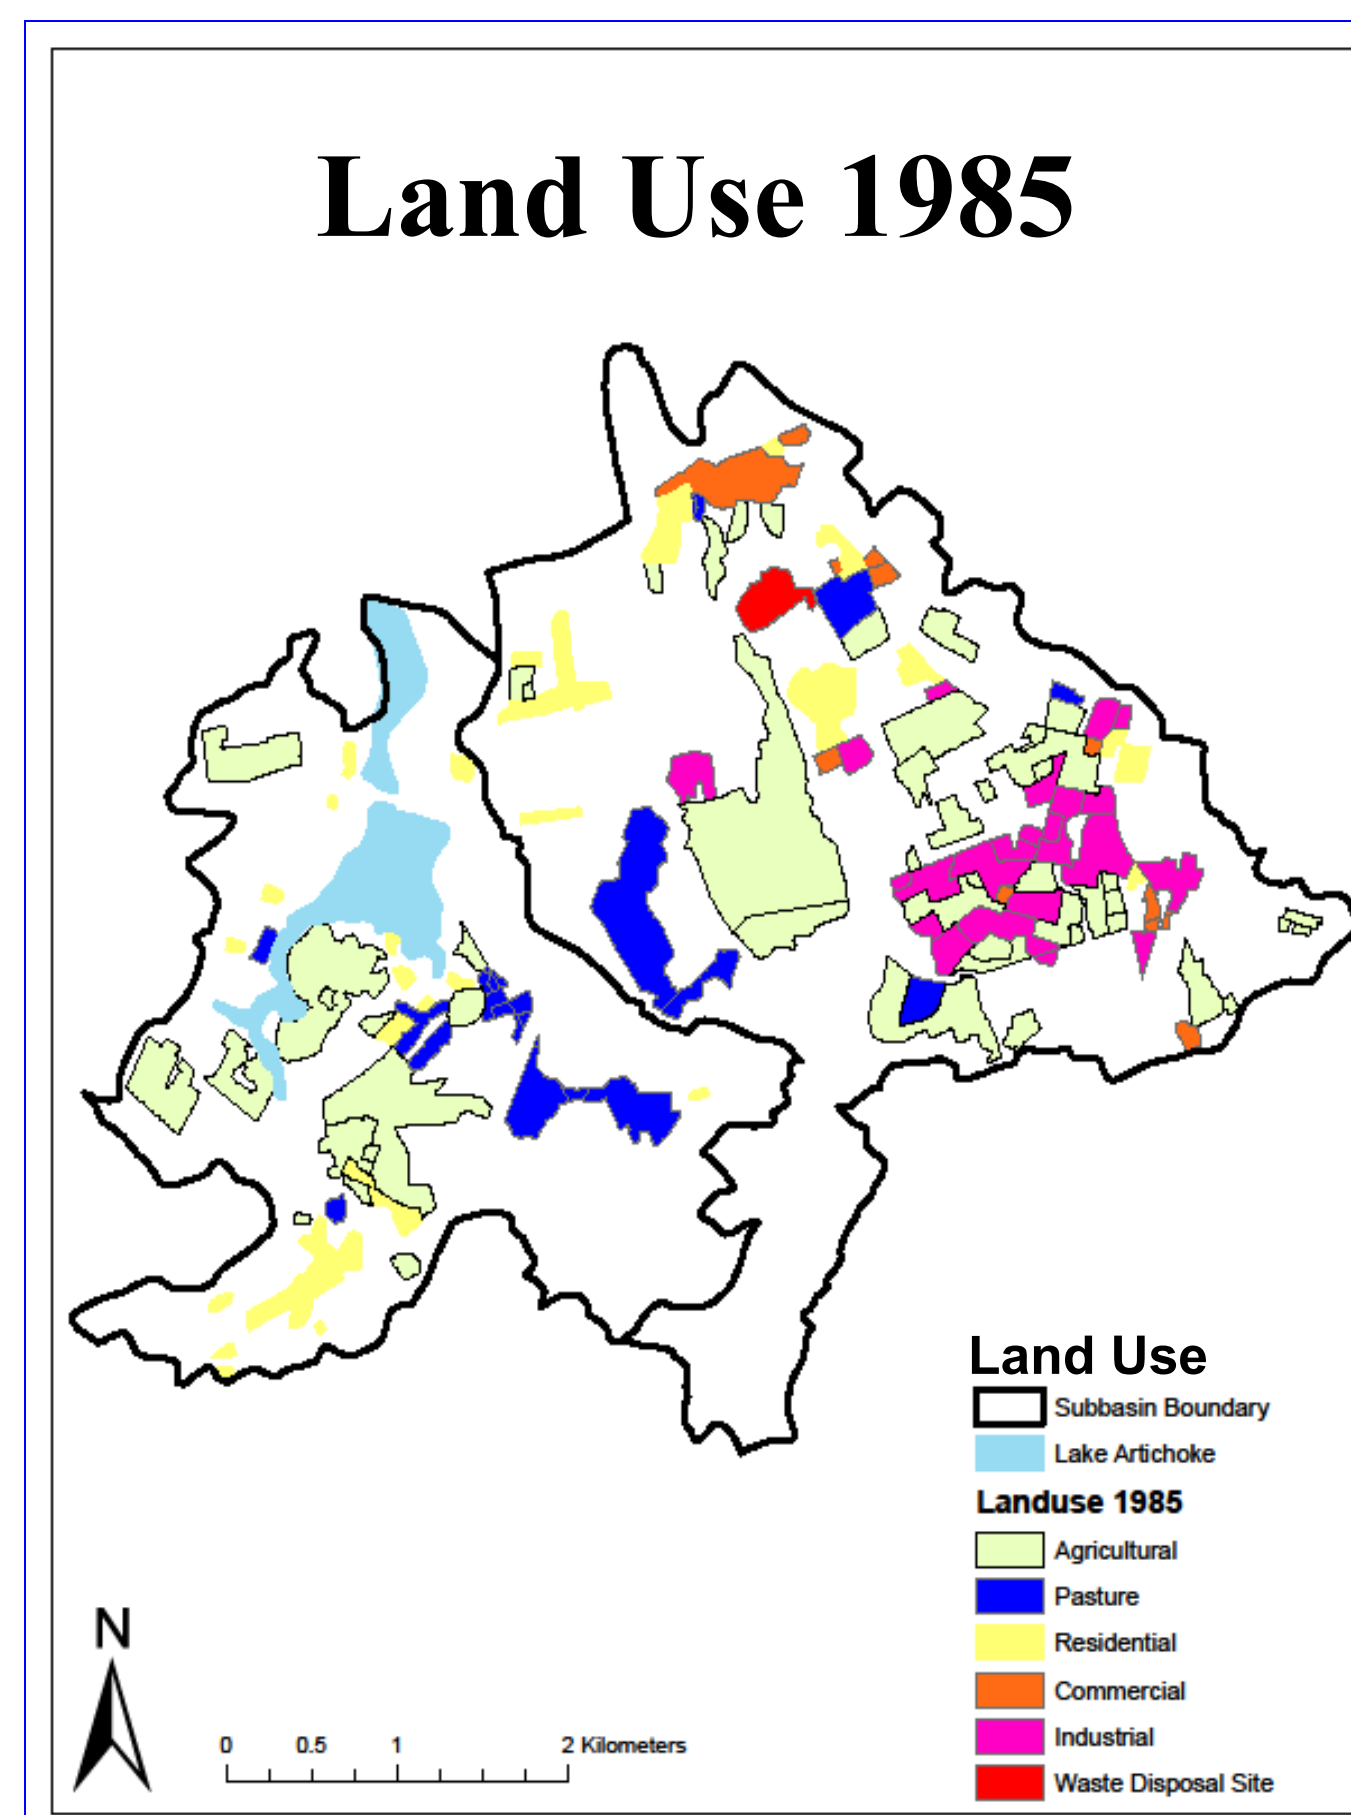 Land Use 1985
Land Use
Subbasin Boundary
Lake Artichoke
Landuse 1985
Agricultural
Pasture
Residential
Commercial
Industrial
Waste Disposal Site
N
0 0.5 1 2 Kilometers